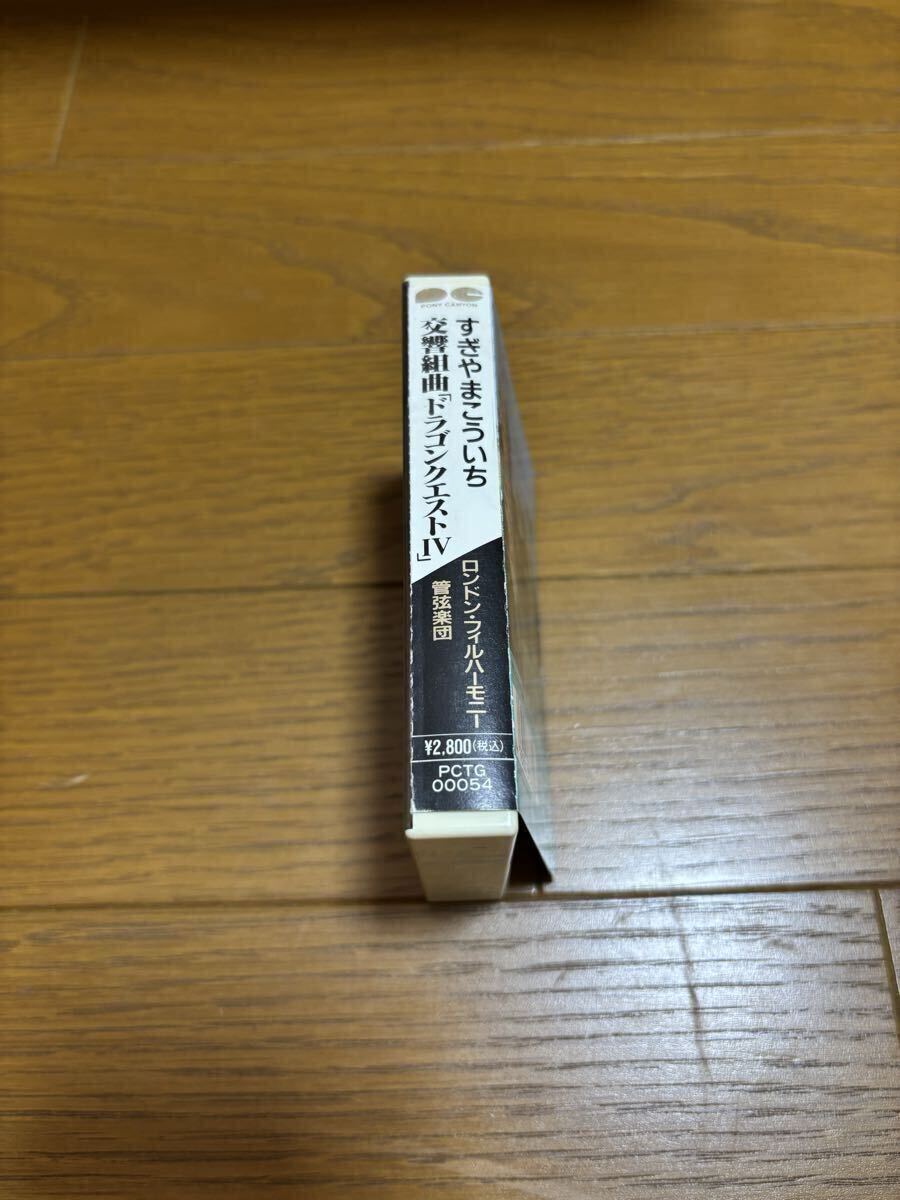 PONY CANYON
すぎやまこういち
交響組曲「ドラゴンクエストIV」
ロンドン・フィルハーモニー
管弦楽団
¥2,800(税込)
PCTG
00054